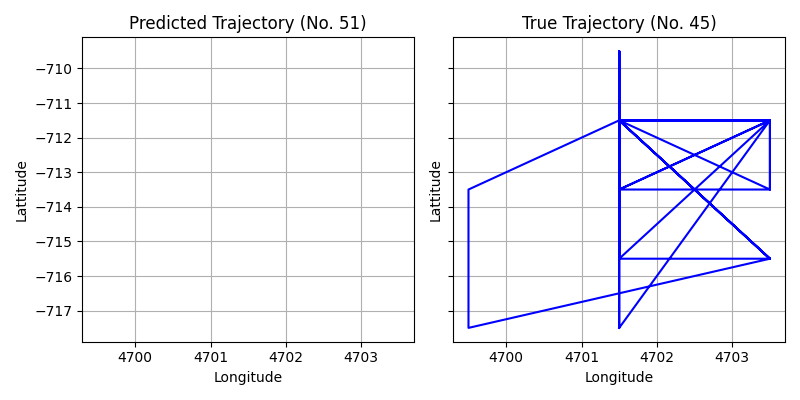 Predicted Trajectory (No. 51)
True Trajectory (No. 45)
−710
−711
−712
−713
−714
−715
−716
−717
Lattitude
4700 4701 4702 4703
Longitude
Lattitude
4700 4701 4702 4703
Longitude